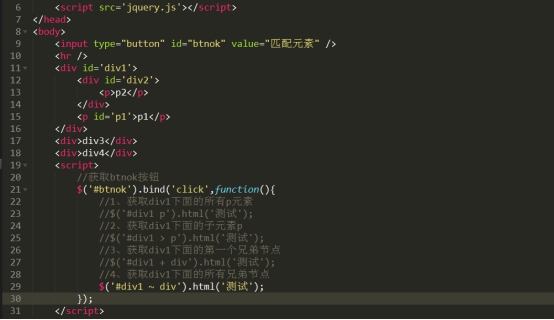 6 <script src='jquery.js'></script>
7 </head>
8 <body>
9 <input type="button" id="btnok" value="匹配元素" />
10 <hr />
11 <div id='div1'>
12 <div id='div2'>
13 <p>p2</p>
14 </div>
15 <p id='p1'>p1</p>
16 </div>
17 <div>div3</div>
18 <div>div4</div>
19 <script>
20 //获取btnok按钮
21 $('#btnok').bind('click',function(){
22 //1、获取div1下面的所有p元素
23 //$('#div1 p').html('测试');
24 //2、获取div1下面的子元素p
25 //$('#div1 > p').html('测试');
26 //3、获取div1下面的第一个兄弟节点
27 //$('#div1 + div').html('测试');
28 //4、获取div1下面的所有兄弟节点
29 $('#div1 ~ div').html('测试');
30 });
31 </script>